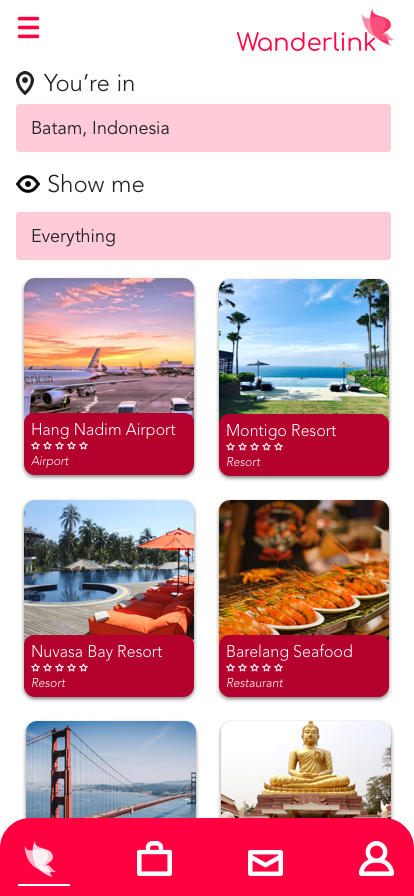 Wanderlink
You're in
Batam, Indonesia
Show me
Everything
Hang Nadim Airport
Airport
Montigo Resort
Resort
Nuvasa Bay Resort
Resort
Barelang Seafood
Restaurant